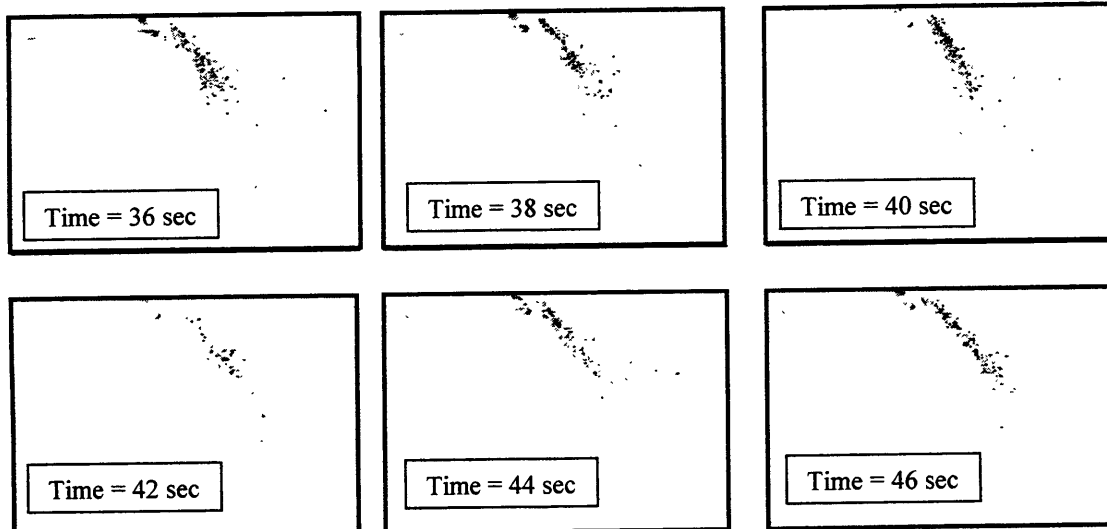 Time = 36 sec
Time = 38 sec
Time = 40 sec
Time = 42 sec
Time = 44 sec
Time = 46 sec